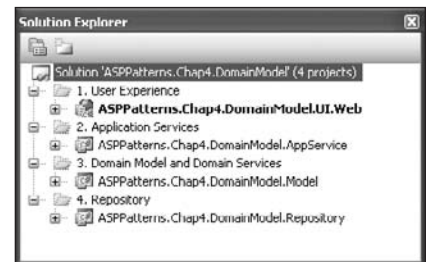 Solution Explorer
Solution 'ASPPatterns.Chap4.DomainModel' (4 projects)
1. User Experience
ASPPatterns.Chap4.DomainModel.UI.Web
2. Application Services
ASPPatterns.Chap4.DomainModel.AppService
3. Domain Model and Domain Services
ASPPatterns.Chap4.DomainModel.Model
4. Repository
ASPPatterns.Chap4.DomainModel.Repository